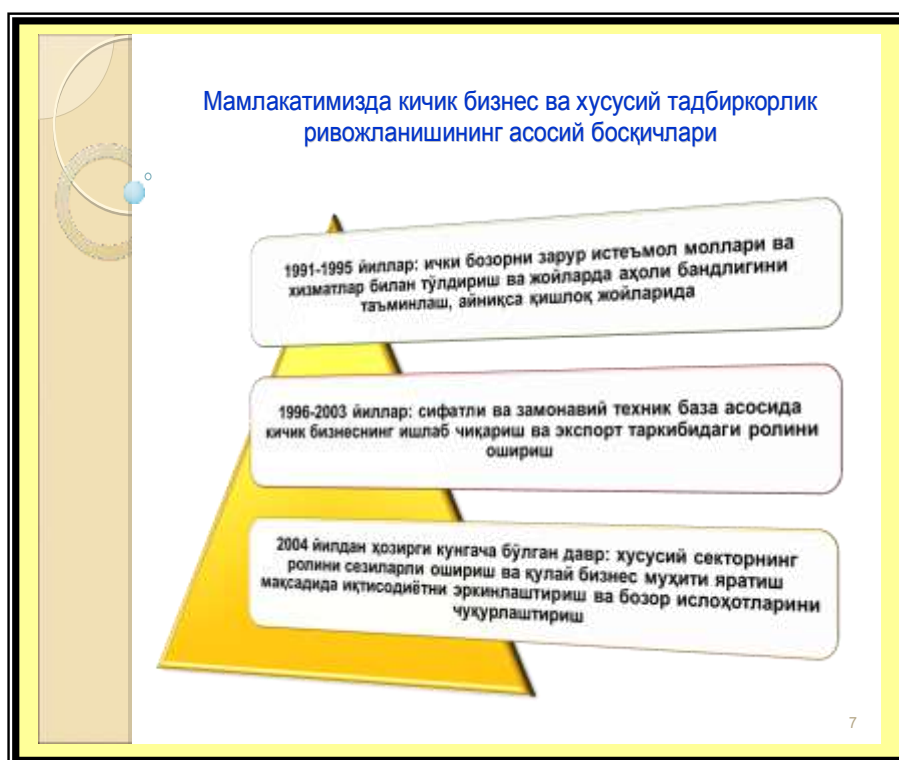 Мамлакатимизда кичик бизнес ва хусусий тадбиркорлик
ривожланишининг асосий босқичлари
1991-1995 йиллар: ички бозорни зарур истеъмол моллари ва
хизматлар билан тўлдириш ва жойларда аҳоли бандлигини
таъминлаш, айниқса қишлоқ жойларида
1996-2003 йиллар: сифатли ва замонавий техник база асосида
кичик бизнеснинг ишлаб чиқариш ва экспорт таркибидаги ролини
ошириш
2004 йилдан ҳозирги кунгача бўлган давр: хусусий секторнинг
ролини сезиларли ошириш ва қулай бизнес муҳити яратиш
мақсадида иқтисодиётни эркинлаштириш ва бозор ислоҳотларини
чуқурлаштириш
7